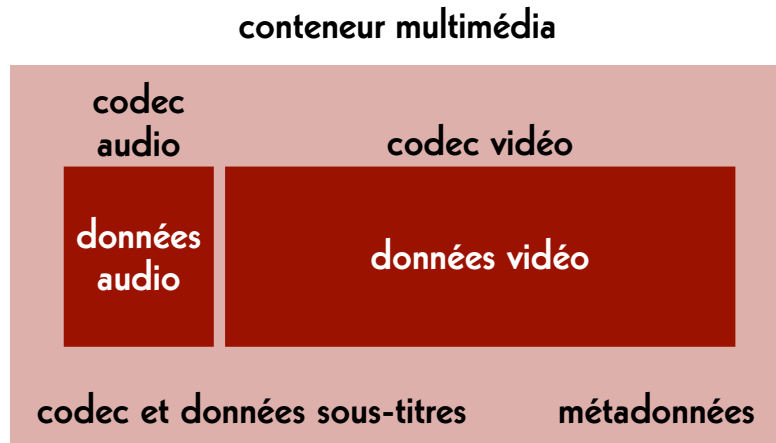 conteneur multimédia
codec
audio
codec vidéo
données
audio
données vidéo
codec et données sous-titres
métadonnées